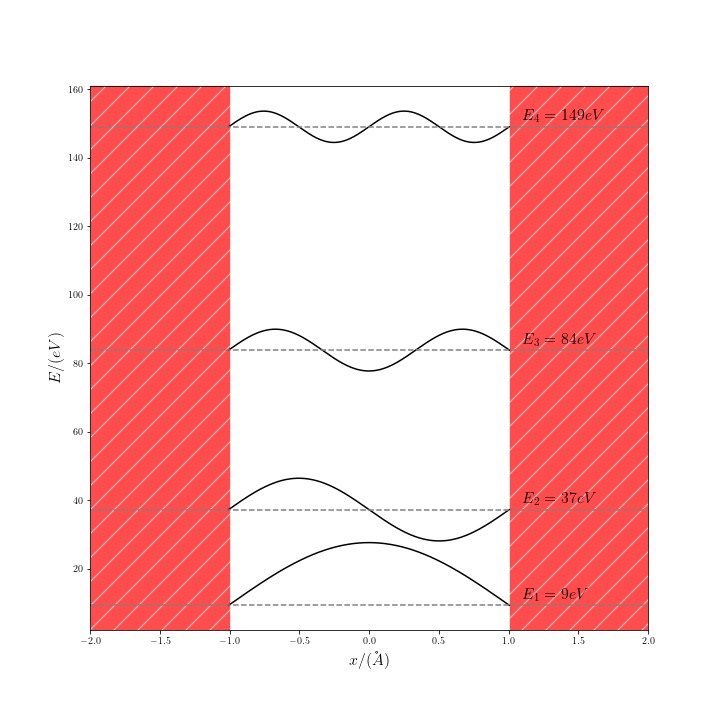 160
E₄ = 149eV
140
120
100
E₃ = 84eV
80
60
E₂ = 37eV
40
20
E₁ = 9eV
E/(eV)
−2.0 −1.5 −1.0 −0.5 0.0 0.5 1.0 1.5 2.0
x/(Å)